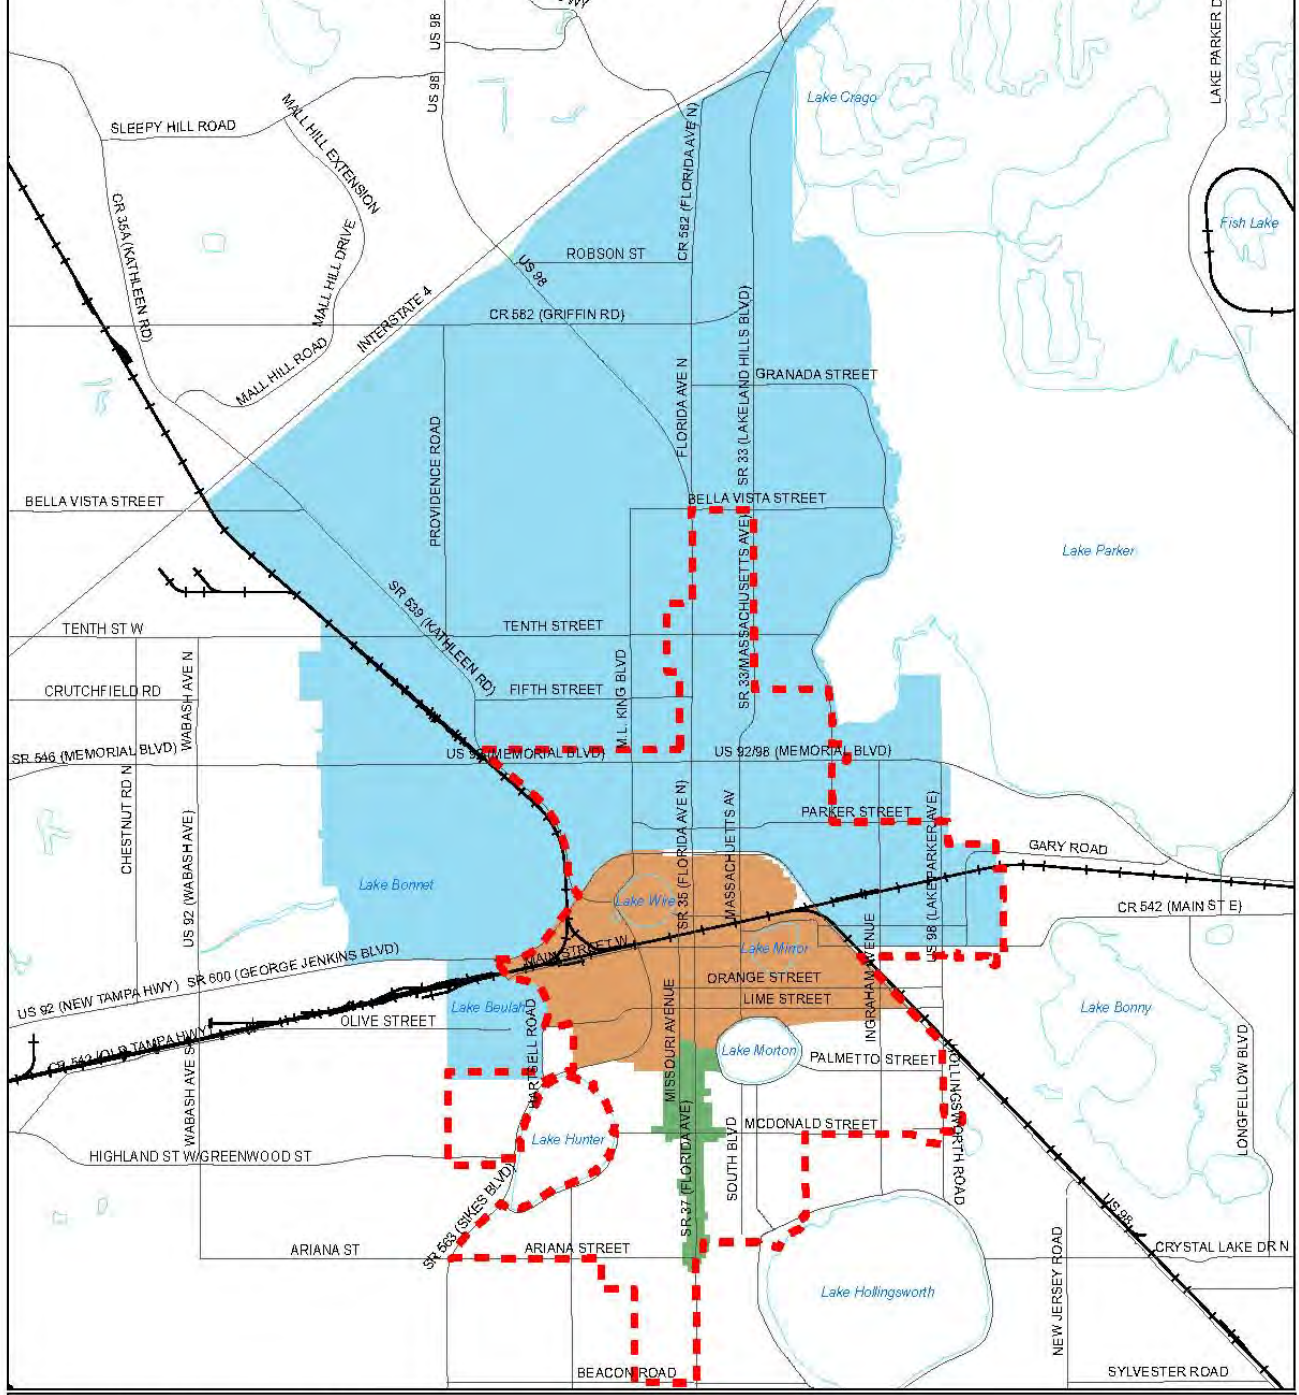 US 98
LAKE PARKER D
US 98
Lake Crago
SLEEPY HILL ROAD
MALL HILL EXTENSION
CR 35A (KATHLEEN RD)
CR 582 (FLORIDA AVE N)
Fish Lake
ROBSON ST
US 98
MALL HILL DRIVE
INTERSTATE 4
CR 582 (GRIFFIN RD)
SR 33 (LAKELAND HILLS BLVD)
MALL HILL ROAD
FLORIDA AVE N
GRANADA STREET
PROVIDENCE ROAD
BELLA VISTA STREET
BELLA VISTA STREET
Lake Parker
SR 539 (KATHLEEN RD)
SR 33/MASSACHUSETTS AVE)
TENTH ST W
TENTH STREET
CRUTCHFIELD RD
WABASH AVE N
FIFTH STREET
M.L. KING BLVD
SR 546 (MEMORIAL BLVD)
US 92 (MEMORIAL BLVD)
US 92/98 (MEMORIAL BLVD)
CHESTNUT RD N
US 92 (WABASH AVE)
SR 35 (FLORIDA AVE N)
MASSACHUETTS AV
PARKER STREET
US 98 (LAKE PARKER AVE)
GARY ROAD
Lake Bonnet
Lake Wire
CR 542 (MAIN ST E)
MAIN STREET W
Lake Mirror
INGRAHAM AVENUE
US 92 (NEW TAMPA HWY)
SR 600 (GEORGE JENKINS BLVD)
ORANGE STREET
LIME STREET
Lake Beulah
Lake Bonny
OLIVE STREET
CR 542 (OLD TAMPA HWY)
HARTSELL ROAD
MISSOURI AVENUE
Lake Morton
PALMETTO STREET
WABASH AVE S
HOLLINGSWORTH ROAD
LONGFELLOW BLVD
Lake Hunter
MCDONALD STREET
HIGHLAND ST W/GREENWOOD ST
SOUTH BLVD
SR 37 (FLORIDA AVE)
SR 563 (SIKES BLVD)
US 98
ARIANA ST
ARIANA STREET
CRYSTAL LAKE DR N
NEW JERSEY ROAD
Lake Hollingsworth
BEACON ROAD
SYLVESTER ROAD